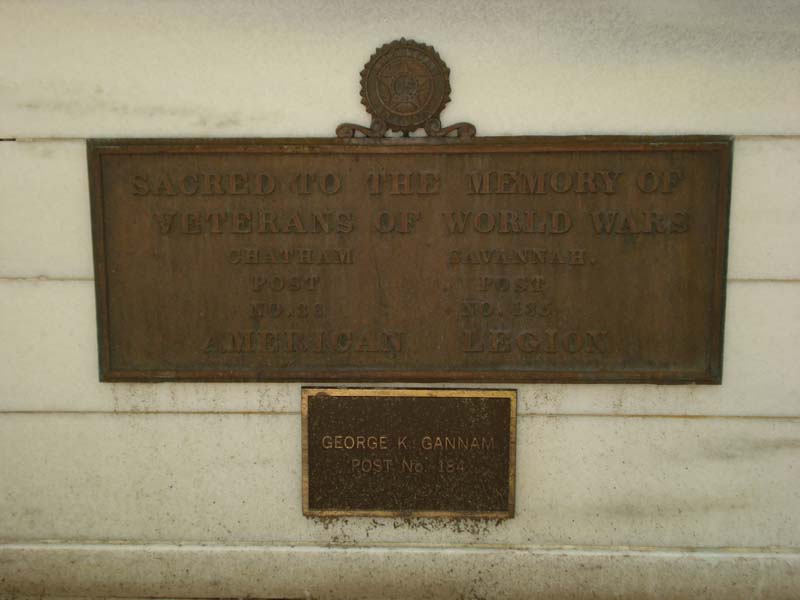 SACRED TO THE MEMORY OF
VETERANS OF WORLD WARS
CHATHAM SAVANNAH.
POST POST
NO. NO. 135
AMERICAN LEGION
GEORGE K. GANNAM
POST No. 184